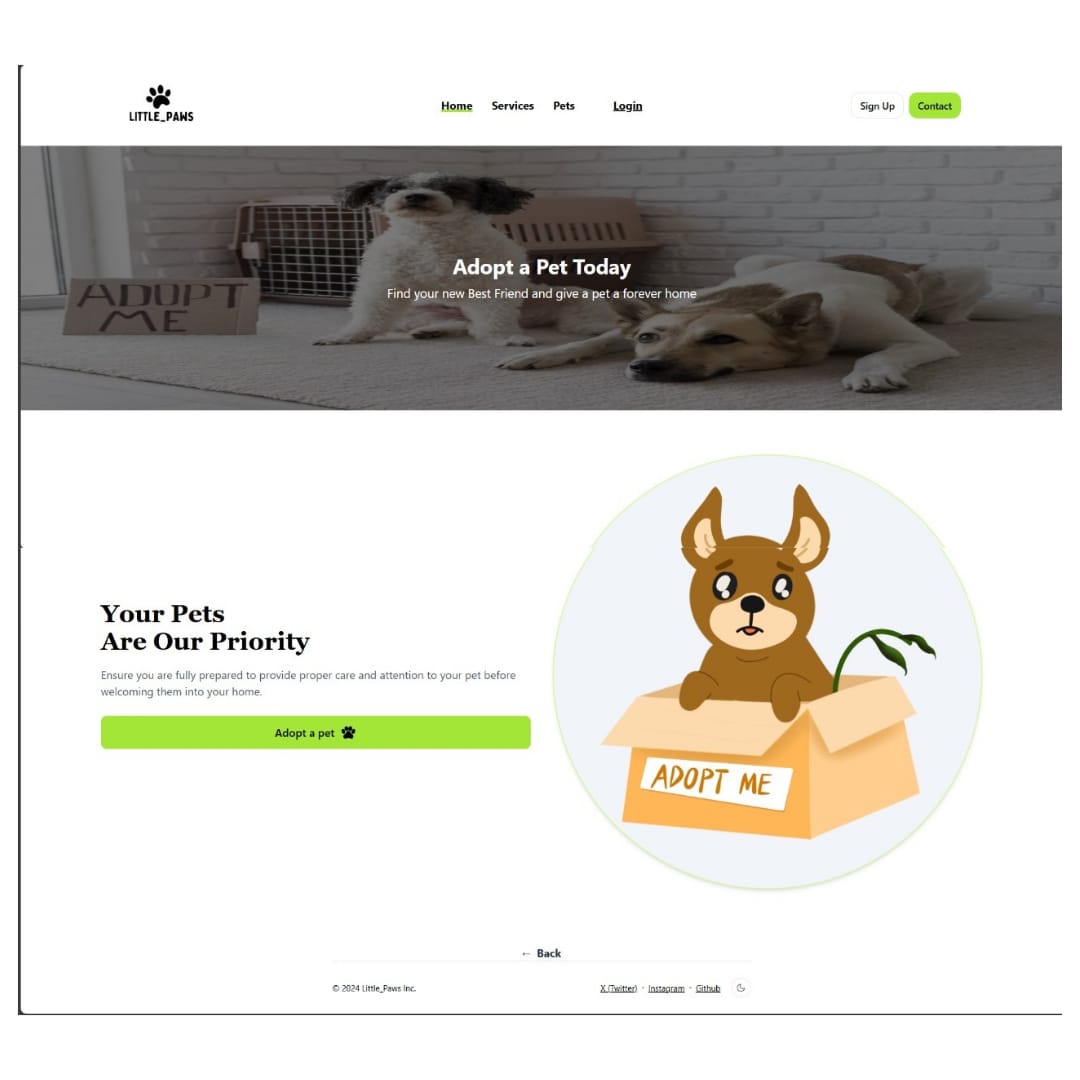 LITTLE_PAWS
Home Services Pets Login
Sign Up Contact
ADOPT
ME
Adopt a Pet Today
Find your new Best Friend and give a pet a forever home
Your Pets
Are Our Priority
Ensure you are fully prepared to provide proper care and attention to your pet before
welcoming them into your home.
Adopt a pet
ADOPT ME
← Back
© 2024 Little_Paws Inc.
X (Twitter) · Instagram · Github